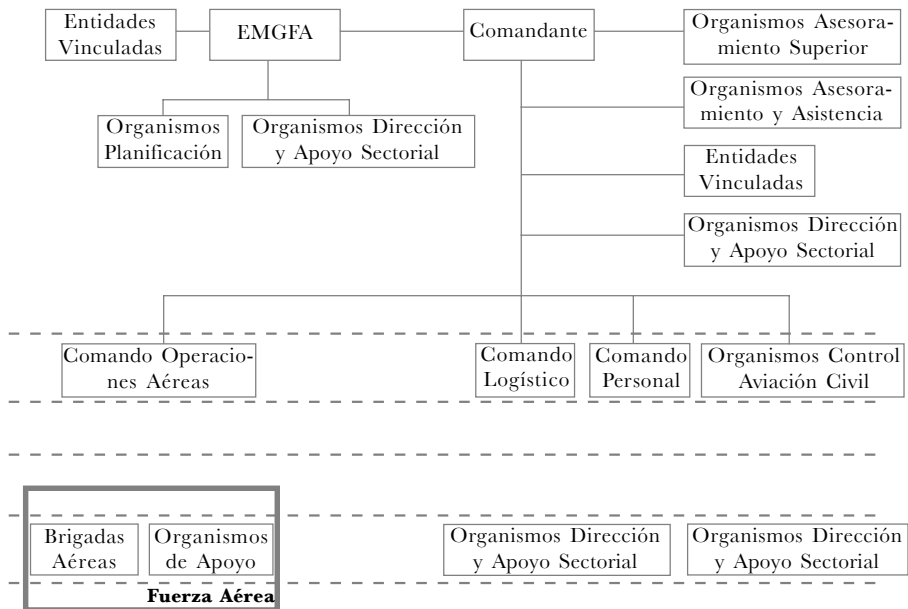 Entidades
Vinculadas
EMGFA
Comandante
Organismos Asesora-
miento Superior
Organismos Asesora-
miento y Asistencia
Organismos
Planificación
Organismos Dirección
y Apoyo Sectorial
Entidades
Vinculadas
Organismos Dirección
y Apoyo Sectorial
Comando Operacio-
nes Aéreas
Comando
Logístico
Comando
Personal
Organismos Control
Aviación Civil
Brigadas
Aéreas
Organismos
de Apoyo
Organismos Dirección
y Apoyo Sectorial
Organismos Dirección
y Apoyo Sectorial
Fuerza Aérea